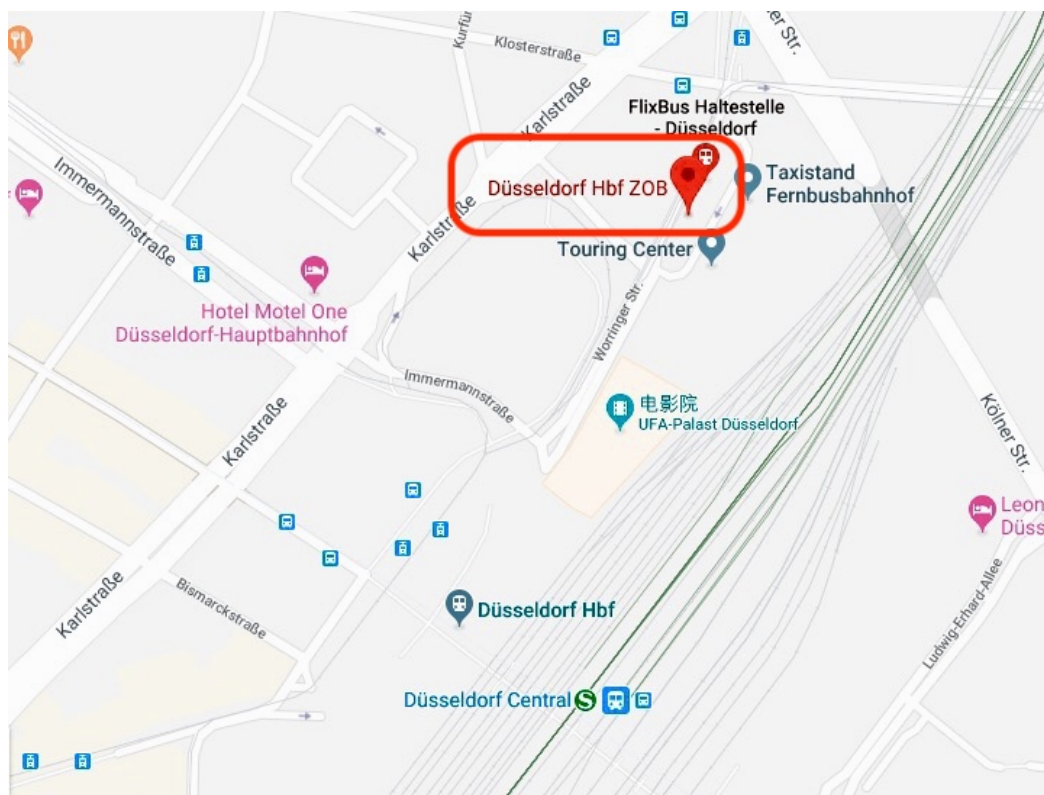 Kurfü
Klosterstraße
er Str.
FlixBus Haltestelle
- Düsseldorf
Karlstraße
Düsseldorf Hbf ZOB
Taxistand
Fernbusbahnhof
Immermannstraße
Karlstraße
Touring Center
Hotel Motel One
Düsseldorf-Hauptbahnhof
Worringer Str.
Immermannstraße
电影院
UFA-Palast Düsseldorf
Karlstraße
Kölner Str.
Leon
Düss
Karlstraße
Bismarckstraße
Düsseldorf Hbf
Ludwig-Erhard-Allee
Düsseldorf Central
S